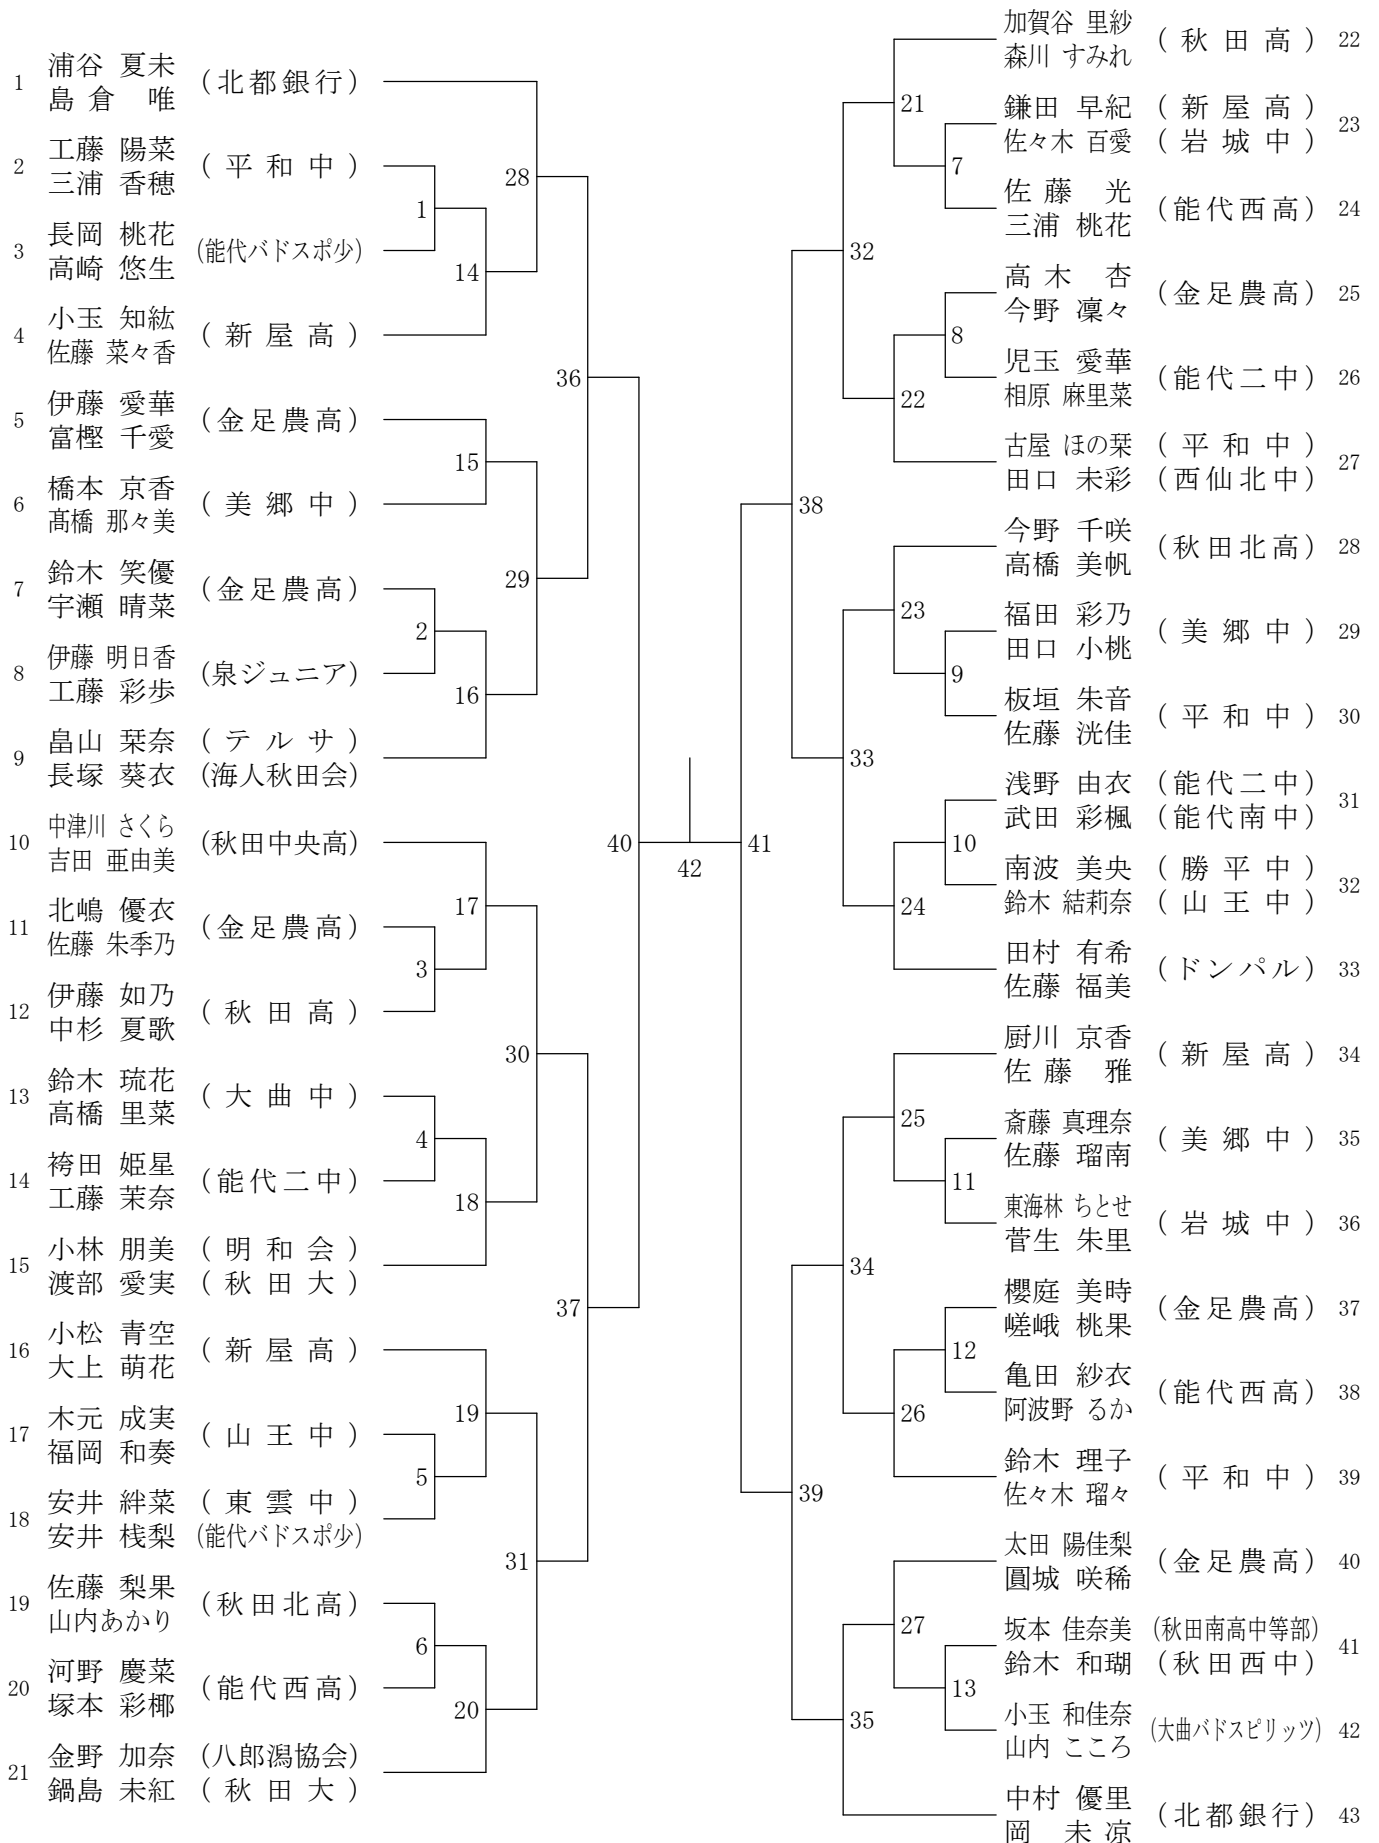 1 浦谷 夏未 (北都銀行)
島倉 唯
2 工藤 陽菜 (平和中)
三浦 香穂
3 長岡 桃花 (能代バドスポ少)
高崎 悠生
4 小玉 知紘 (新屋高)
佐藤 菜々香
5 伊藤 愛華 (金足農高)
富樫 千愛
6 橋本 京香 (美郷中)
髙橋 那々美
7 鈴木 笑優 (金足農高)
宇瀬 晴菜
8 伊藤 明日香 (泉ジュニア)
工藤 彩歩
9 畠山 栞奈 (テルサ)
長塚 葵衣 (海人秋田会)
10 中津川 さくら (秋田中央高)
吉田 亜由美
11 北嶋 優衣 (金足農高)
佐藤 朱季乃
12 伊藤 如乃 (秋田高)
中杉 夏歌
13 鈴木 琉花 (大曲中)
高橋 里菜
14 袴田 姫星 (能代二中)
工藤 茉奈
15 小林 朋美 (明和会)
渡部 愛実 (秋田大)
16 小松 青空 (新屋高)
大上 萌花
17 木元 成実 (山王中)
福岡 和奏
18 安井 絆菜 (東雲中)
安井 桟梨 (能代バドスポ少)
19 佐藤 梨果 (秋田北高)
山内あかり
20 河野 慶菜 (能代西高)
塚本 彩椰
21 金野 加奈 (八郎潟協会)
鍋島 未紅 (秋田大)
1
2
3
4
5
6
14
15
16
17
18
19
20
28
29
30
31
36
37
40
42
41
38
39
32
33
34
35
21
22
23
24
25
26
27
7
8
9
10
11
12
13
加賀谷 里紗 (秋田高) 22
森川 すみれ
鎌田 早紀 (新屋高) 23
佐々木 百愛 (岩城中)
佐藤 光 (能代西高) 24
三浦 桃花
高木 杏 (金足農高) 25
今野 凜々
児玉 愛華 (能代二中) 26
相原 麻里菜
古屋 ほの栞 (平和中) 27
田口 未彩 (西仙北中)
今野 千咲 (秋田北高) 28
高橋 美帆
福田 彩乃 (美郷中) 29
田口 小桃
板垣 朱音 (平和中) 30
佐藤 洸佳
浅野 由衣 (能代二中) 31
武田 彩楓 (能代南中)
南波 美央 (勝平中) 32
鈴木 結莉奈 (山王中)
田村 有希 (ドンパル) 33
佐藤 福美
厨川 京香 (新屋高) 34
佐藤 雅
斎藤 真理奈 (美郷中) 35
佐藤 瑠南
東海林 ちとせ (岩城中) 36
菅生 朱里
櫻庭 美時 (金足農高) 37
嵯峨 桃果
亀田 紗衣 (能代西高) 38
阿波野 るか
鈴木 理子 (平和中) 39
佐々木 瑠々
太田 陽佳梨 (金足農高) 40
圓城 咲稀
坂本 佳奈美 (秋田南高中等部) 41
鈴木 和瑚 (秋田西中)
小玉 和佳奈 (大曲バドスピリッツ) 42
山内 こころ
中村 優里 (北都銀行) 43
岡 未凉